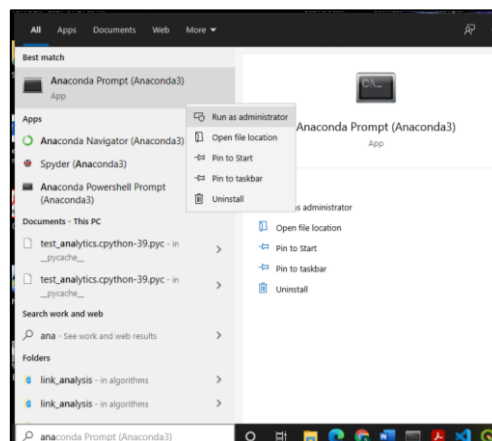 All Apps Documents Web More
Best match
Anaconda Prompt (Anaconda3)
App
Apps
Anaconda Navigator (Anaconda3)
Spyder (Anaconda3)
Anaconda Powershell Prompt
(Anaconda3)
Documents - This PC
test_analytics.cpython-39.pyc - in
__pycache__
test_analytics.cpython-39.pyc - in
__pycache__
Search work and web
ana - See work and web results
Folders
link_analysis - in algorithms
link_analysis - in algorithms
anaconda Prompt (Anaconda3)
Run as administrator
Open file location
Pin to Start
Pin to taskbar
Uninstall
C:\_
Anaconda Prompt (Anaconda3)
App
as administrator
Open file location
Pin to Start
Pin to taskbar
Uninstall